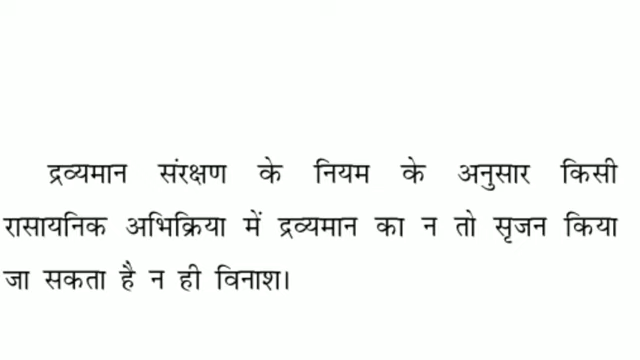 द्रव्यमान संरक्षण के नियम के अनुसार किसी
रासायनिक अभिक्रिया में द्रव्यमान का न तो सृजन किया
जा सकता है न ही विनाश।